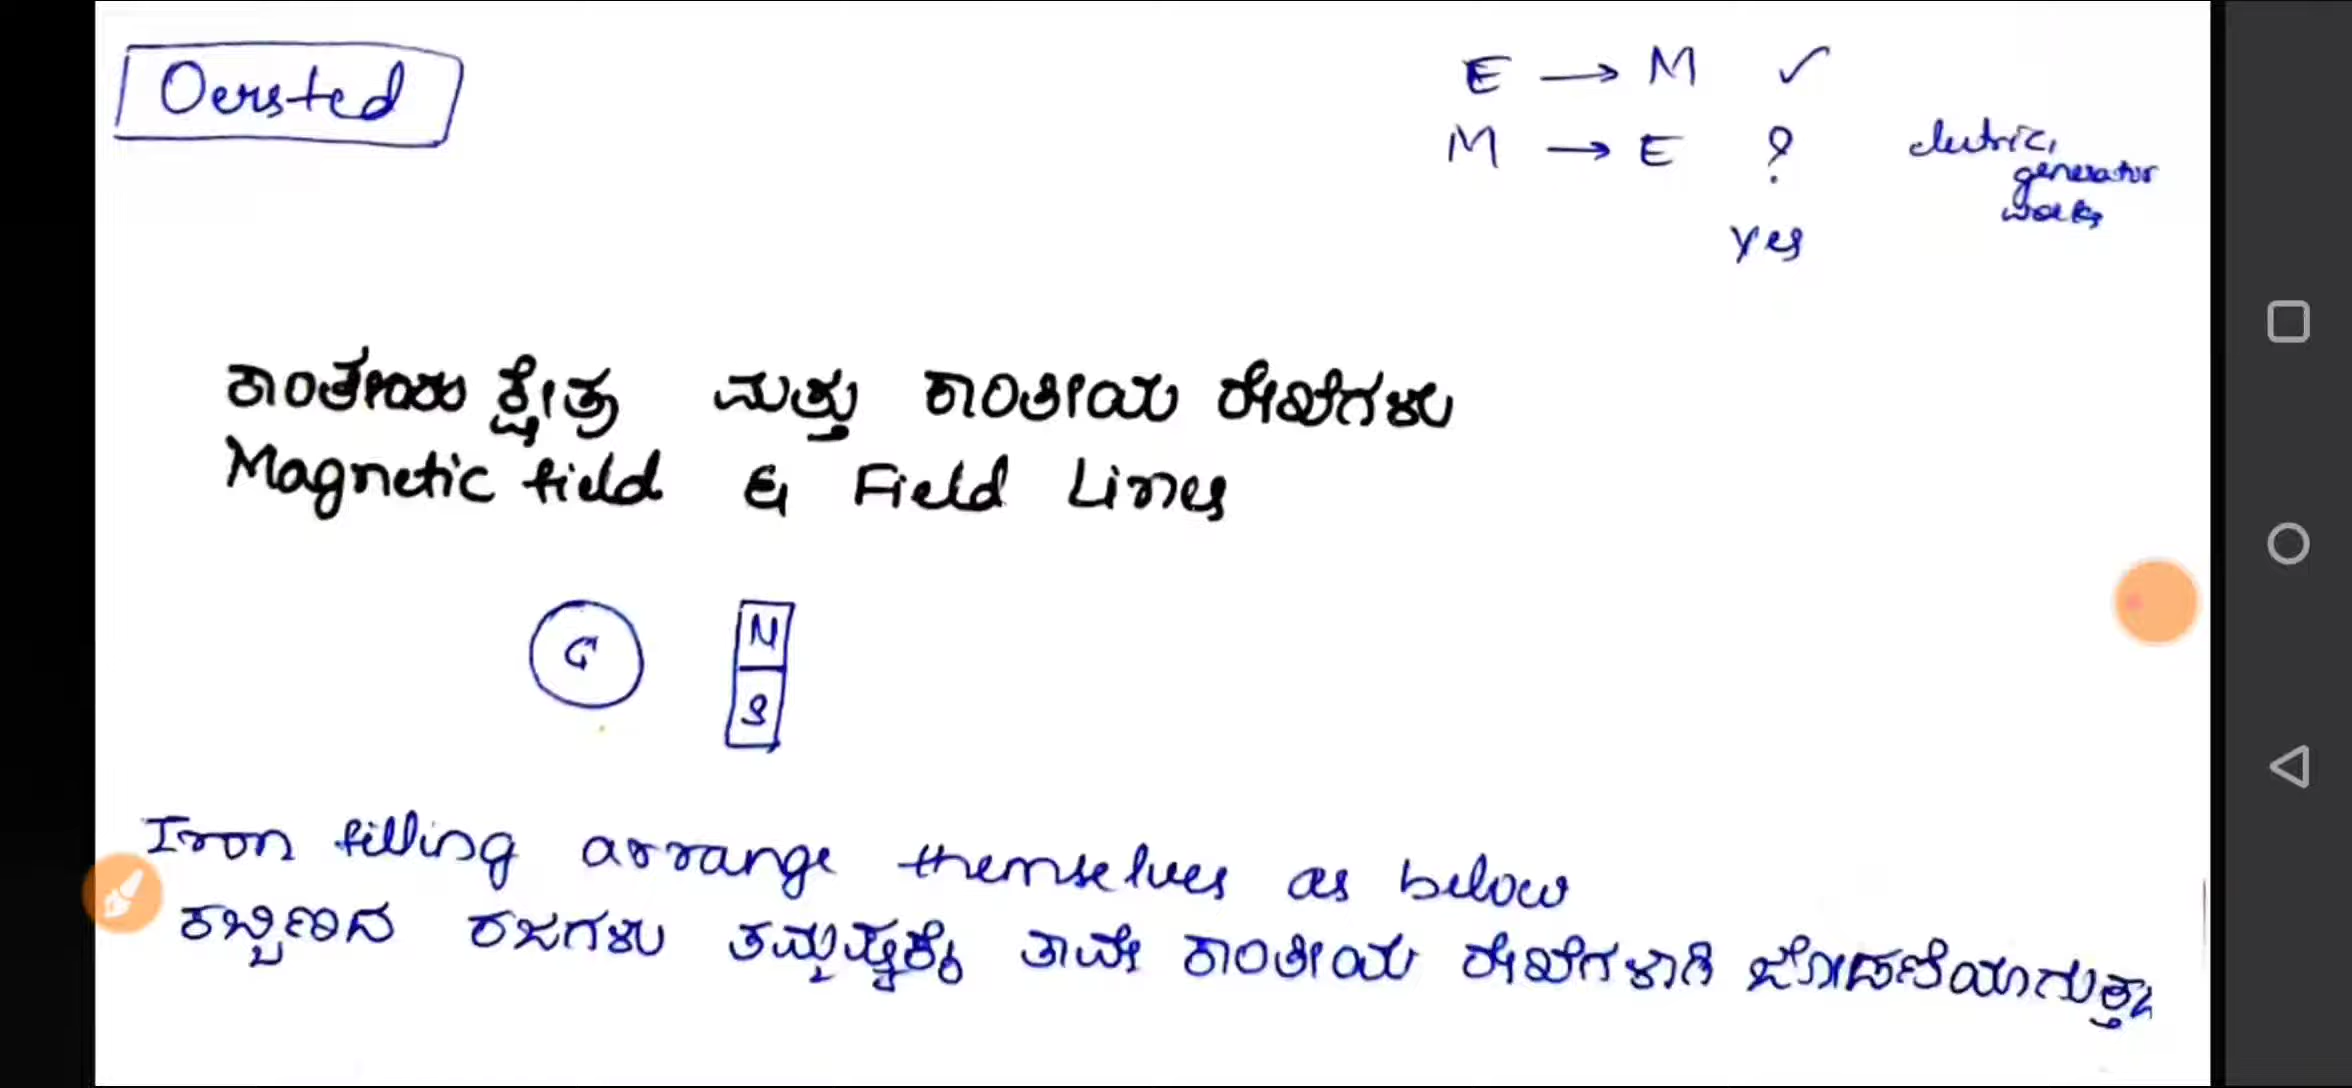 Oersted
E → M ✓
M → E ?
electric,
generator
works
Yes
ಕಾಂತೀಯ ಕ್ಷೇತ್ರ ಮತ್ತು ಕಾಂತೀಯ ರೇಖೆಗಳು
Magnetic field & Field Lines
G
N
S
Iron filling arrange themselves as below
ಕಬ್ಬಿಣದ ರಜಗಳು ತಮ್ಮಷ್ಟಕ್ಕೆ ತಾವೇ ಕಾಂತೀಯ ರೇಖೆಗಳಾಗಿ ಜೋಡಣೆಯಾಗುತ್ತ